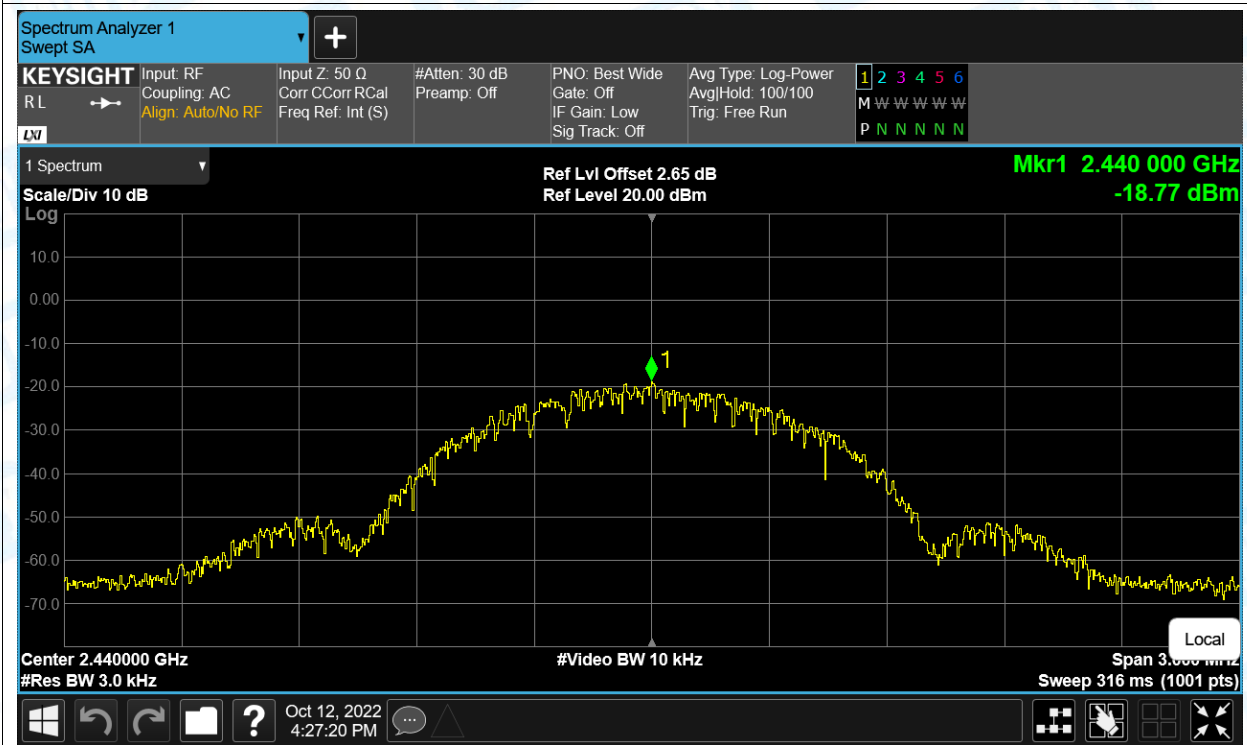 Spectrum Analyzer 1
Swept SA
KEYSIGHT
R L
LXI
Input: RF
Coupling: AC
Align: Auto/No RF
Input Z: 50 Ω
Corr CCorr RCal
Freq Ref: Int (S)
#Atten: 30 dB
Preamp: Off
PNO: Best Wide
Gate: Off
IF Gain: Low
Sig Track: Off
Avg Type: Log-Power
Avg|Hold: 100/100
Trig: Free Run
1 2 3 4 5 6
M W W W W W W
P N N N N N N
1 Spectrum
Scale/Div 10 dB
Log
Ref Lvl Offset 2.65 dB
Ref Level 20.00 dBm
Mkr1 2.440 000 GHz
-18.77 dBm
10.0
0.00
-10.0
1
-20.0
-30.0
-40.0
-50.0
-60.0
-70.0
Local
Center 2.440000 GHz
#Video BW 10 kHz
Span
#Res BW 3.0 kHz
Sweep 316 ms (1001 pts)
?
Oct 12, 2022
4:27:20 PM